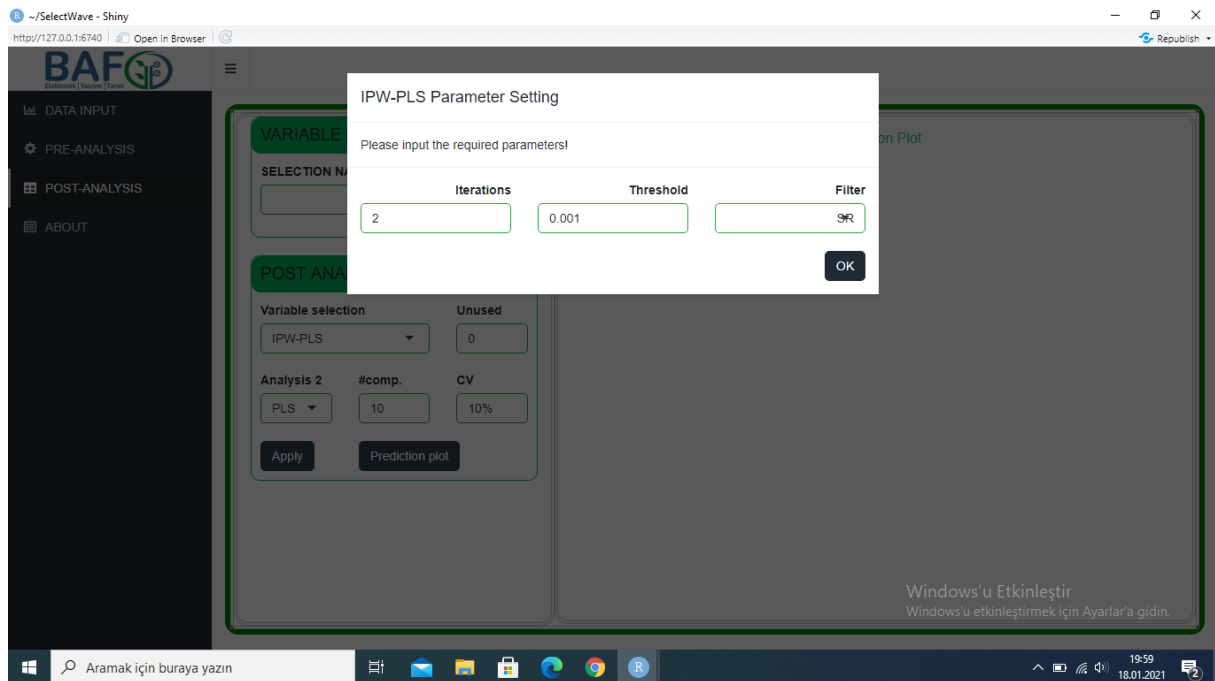 ~/SelectWave - Shiny
http://127.0.0.1:6740 Open in Browser Republish
BAF
Elektronik | Yazılım | Tarım
DATA INPUT
PRE-ANALYSIS
POST-ANALYSIS
ABOUT
IPW-PLS Parameter Setting
Please input the required parameters!
Iterations Threshold Filter
2 0.001 SR
OK
VARIABLE
SELECTION NA
on Plot
POST ANA
Variable selection Unused
IPW-PLS 0
Analysis 2 #comp. CV
PLS 10 10%
Apply Prediction plot
Windows'u Etkinleştir
Windows'u etkinleştirmek için Ayarlar'a gidin.
Aramak için buraya yazın
R
19:59
18.01.2021
2